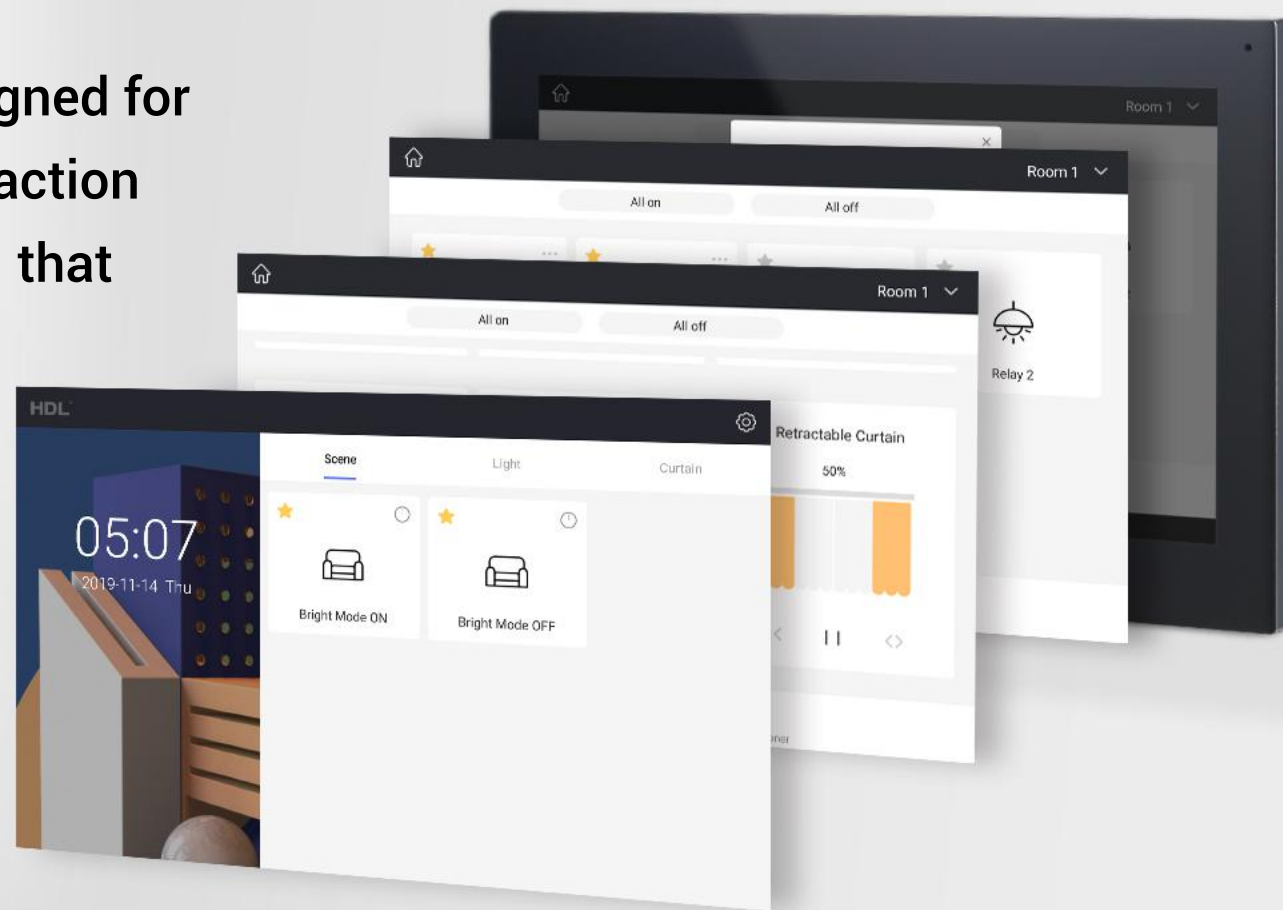 gned for
action
that
Room 1
Room 1
All on All off
Relay 2
Room 1
All on All off
Retractable Curtain
50%
HDL
Scene Light Curtain
05:07
2019-11-14 Thu
Bright Mode ON Bright Mode OFF